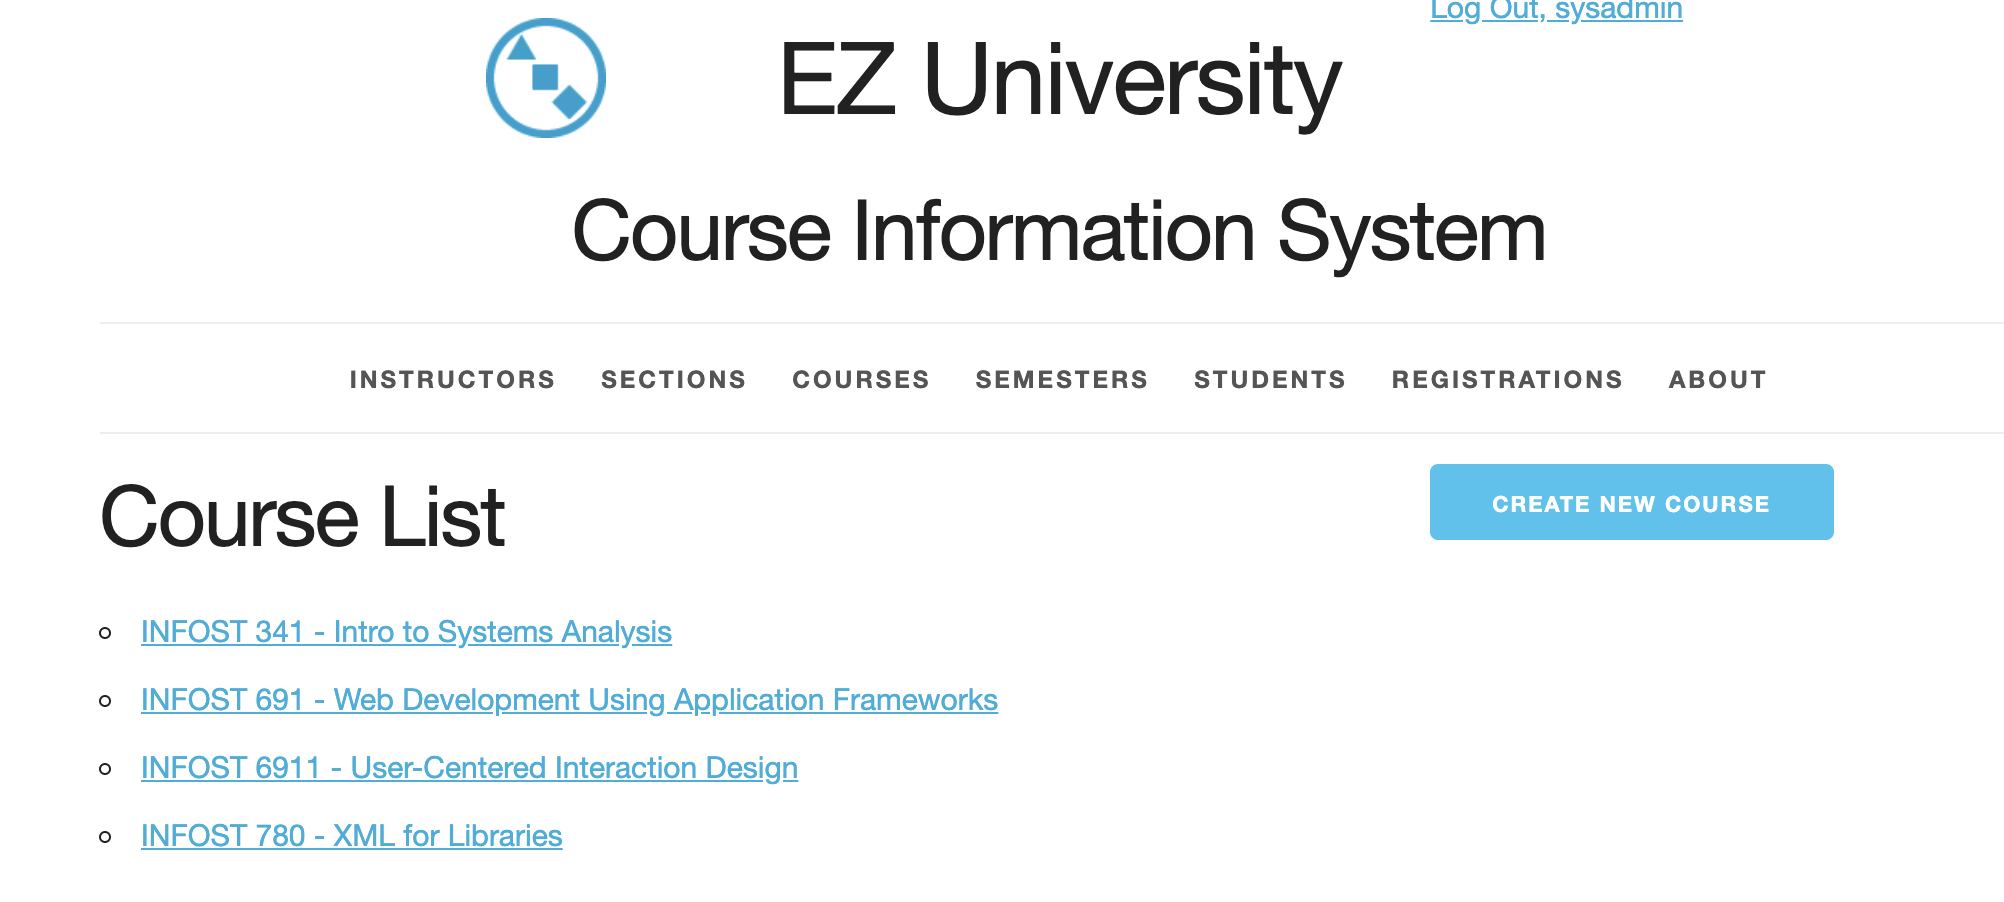 Log Out, sysadmin
EZ University
Course Information System
INSTRUCTORS SECTIONS COURSES SEMESTERS STUDENTS REGISTRATIONS ABOUT
Course List
CREATE NEW COURSE
INFOST 341 - Intro to Systems Analysis
INFOST 691 - Web Development Using Application Frameworks
INFOST 6911 - User-Centered Interaction Design
INFOST 780 - XML for Libraries